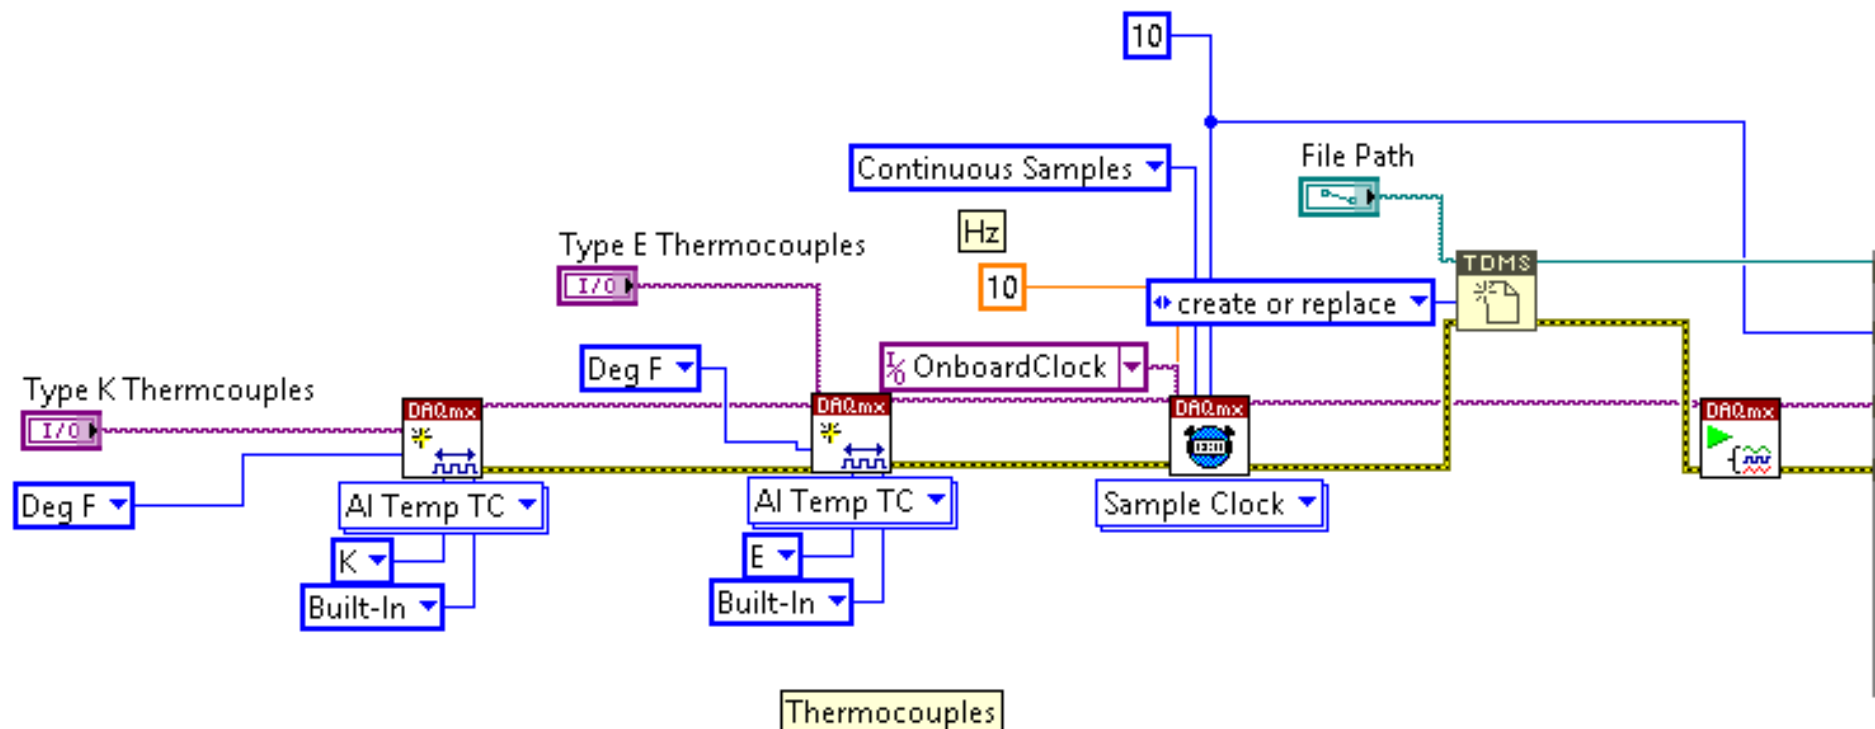 10
Continuous Samples
File Path
Hz
Type E Thermocouples
TDMS
I/O
10
create or replace
Deg F
I/O OnboardClock
Type K Thermcouples
DAQmx
DAQmx
DAQmx
DAQmx
I/O
Deg F
AI Temp TC
AI Temp TC
Sample Clock
K
E
Built-In
Built-In
Thermocouples